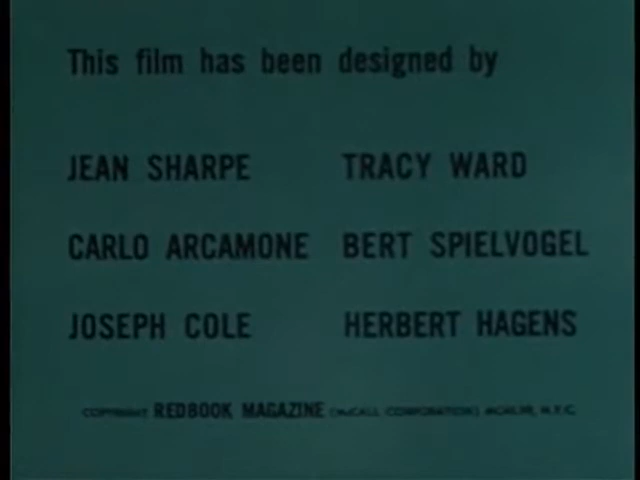 This film has been designed by
JEAN SHARPE TRACY WARD
CARLO ARCAMONE BERT SPIELVOGEL
JOSEPH COLE HERBERT HAGENS
COPYRIGHT REDBOOK MAGAZINE (McCALL CORPORATION) N.Y.C.